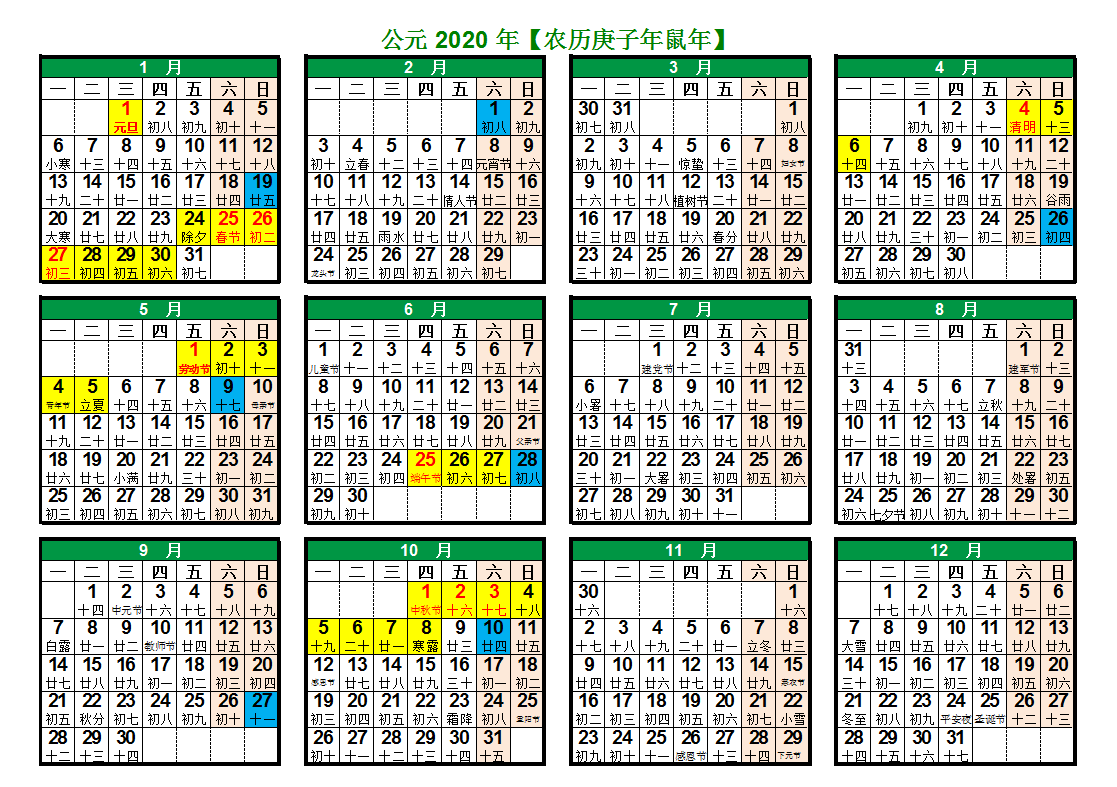 公元 2020 年【农历庚子年鼠年】
1 月
一 二 三 四 五 六 日
1 2 3 4 5
元旦 初八 初九 初十 十一
6 7 8 9 10 11 12
小寒 十三 十四 十五 十六 十七 十八
13 14 15 16 17 18 19
十九 二十 廿一 廿二 廿三 廿四 廿五
20 21 22 23 24 25 26
大寒 廿七 廿八 廿九 除夕 春节 初二
27 28 29 30 31
初三 初四 初五 初六 初七
2 月
一 二 三 四 五 六 日
1 2
初八 初九
3 4 5 6 7 8 9
初十 立春 十二 十三 十四 元宵节 十六
10 11 12 13 14 15 16
十七 十八 十九 二十 情人节 廿二 廿三
17 18 19 20 21 22 23
廿四 廿五 雨水 廿七 廿八 廿九 初一
24 25 26 27 28 29
龙头节 初三 初四 初五 初六 初七
3 月
一 二 三 四 五 六 日
30 31 1
初七 初八 初八
2 3 4 5 6 7 8
初九 初十 十一 惊蛰 十三 十四 妇女节
9 10 11 12 13 14 15
十六 十七 十八 植树节 二十 廿一 廿二
16 17 18 19 20 21 22
廿三 廿四 廿五 廿六 春分 廿八 廿九
23 24 25 26 27 28 29
三十 初一 初二 初三 初四 初五 初六
4 月
一 二 三 四 五 六 日
1 2 3 4 5
初九 初十 十一 清明 十三
6 7 8 9 10 11 12
十四 十五 十六 十七 十八 十九 二十
13 14 15 16 17 18 19
廿一 廿二 廿三 廿四 廿五 廿六 谷雨
20 21 22 23 24 25 26
廿八 廿九 三十 初一 初二 初三 初四
27 28 29 30
初五 初六 初七 初八
5 月
一 二 三 四 五 六 日
1 2 3
劳动节 初十 十一
4 5 6 7 8 9 10
青年节 立夏 十四 十五 十六 十七 母亲节
11 12 13 14 15 16 17
十九 二十 廿一 廿二 廿三 廿四 廿五
18 19 20 21 22 23 24
廿六 廿七 小满 廿九 三十 初一 初二
25 26 27 28 29 30 31
初三 初四 初五 初六 初七 初八 初九
6 月
一 二 三 四 五 六 日
1 2 3 4 5 6 7
儿童节 十一 十二 十三 十四 十五 十六
8 9 10 11 12 13 14
十七 十八 十九 二十 廿一 廿二 廿三
15 16 17 18 19 20 21
廿四 廿五 廿六 廿七 廿八 廿九 父亲节
22 23 24 25 26 27 28
初二 初三 初四 端午节 初六 初七 初八
29 30
初九 初十
7 月
一 二 三 四 五 六 日
1 2 3 4 5
建党节 十二 十三 十四 十五
6 7 8 9 10 11 12
小暑 十七 十八 十九 二十 廿一 廿二
13 14 15 16 17 18 19
廿三 廿四 廿五 廿六 廿七 廿八 廿九
20 21 22 23 24 25 26
三十 初一 大暑 初三 初四 初五 初六
27 28 29 30 31
初七 初八 初九 初十 十一
8 月
一 二 三 四 五 六 日
31 1 2
十三 建军节 十三
3 4 5 6 7 8 9
十四 十五 十六 十七 立秋 十九 二十
10 11 12 13 14 15 16
廿一 廿二 廿三 廿四 廿五 廿六 廿七
17 18 19 20 21 22 23
廿八 廿九 初一 初二 初三 处暑 初五
24 25 26 27 28 29 30
初六 七夕节 初八 初九 初十 十一 十二
9 月
一 二 三 四 五 六 日
1 2 3 4 5 6
十四 中元节 十六 十七 十八 十九
7 8 9 10 11 12 13
白露 廿一 廿二 教师节 廿四 廿五 廿六
14 15 16 17 18 19 20
廿七 廿八 廿九 初一 初二 初三 初四
21 22 23 24 25 26 27
初五 秋分 初七 初八 初九 初十 十一
28 29 30
十二 十三 十四
10 月
一 二 三 四 五 六 日
1 2 3 4
中秋节 十六 十七 十八
5 6 7 8 9 10 11
十九 二十 廿一 寒露 廿三 廿四 廿五
12 13 14 15 16 17 18
感恩节 廿七 廿八 廿九 三十 初一 初二
19 20 21 22 23 24 25
初三 初四 初五 初六 霜降 初八 重阳节
26 27 28 29 30 31
初十 十一 十二 十三 十四 十五
11 月
一 二 三 四 五 六 日
30 1
十六 十六
2 3 4 5 6 7 8
十七 十八 十九 二十 廿一 立冬 廿三
9 10 11 12 13 14 15
廿四 廿五 廿六 廿七 廿八 廿九 寒衣节
16 17 18 19 20 21 22
初二 初三 初四 初五 初六 初七 小雪
23 24 25 26 27 28 29
初九 初十 十一 感恩节 十三 十四 下元节
12 月
一 二 三 四 五 六 日
1 2 3 4 5 6
十七 十八 十九 二十 廿一 廿二
7 8 9 10 11 12 13
大雪 廿四 廿五 廿六 廿七 廿八 廿九
14 15 16 17 18 19 20
三十 初一 初二 初三 初四 初五 初六
21 22 23 24 25 26 27
冬至 初八 初九 平安夜 圣诞节 十二 十三
28 29 30 31
十四 十五 十六 十七